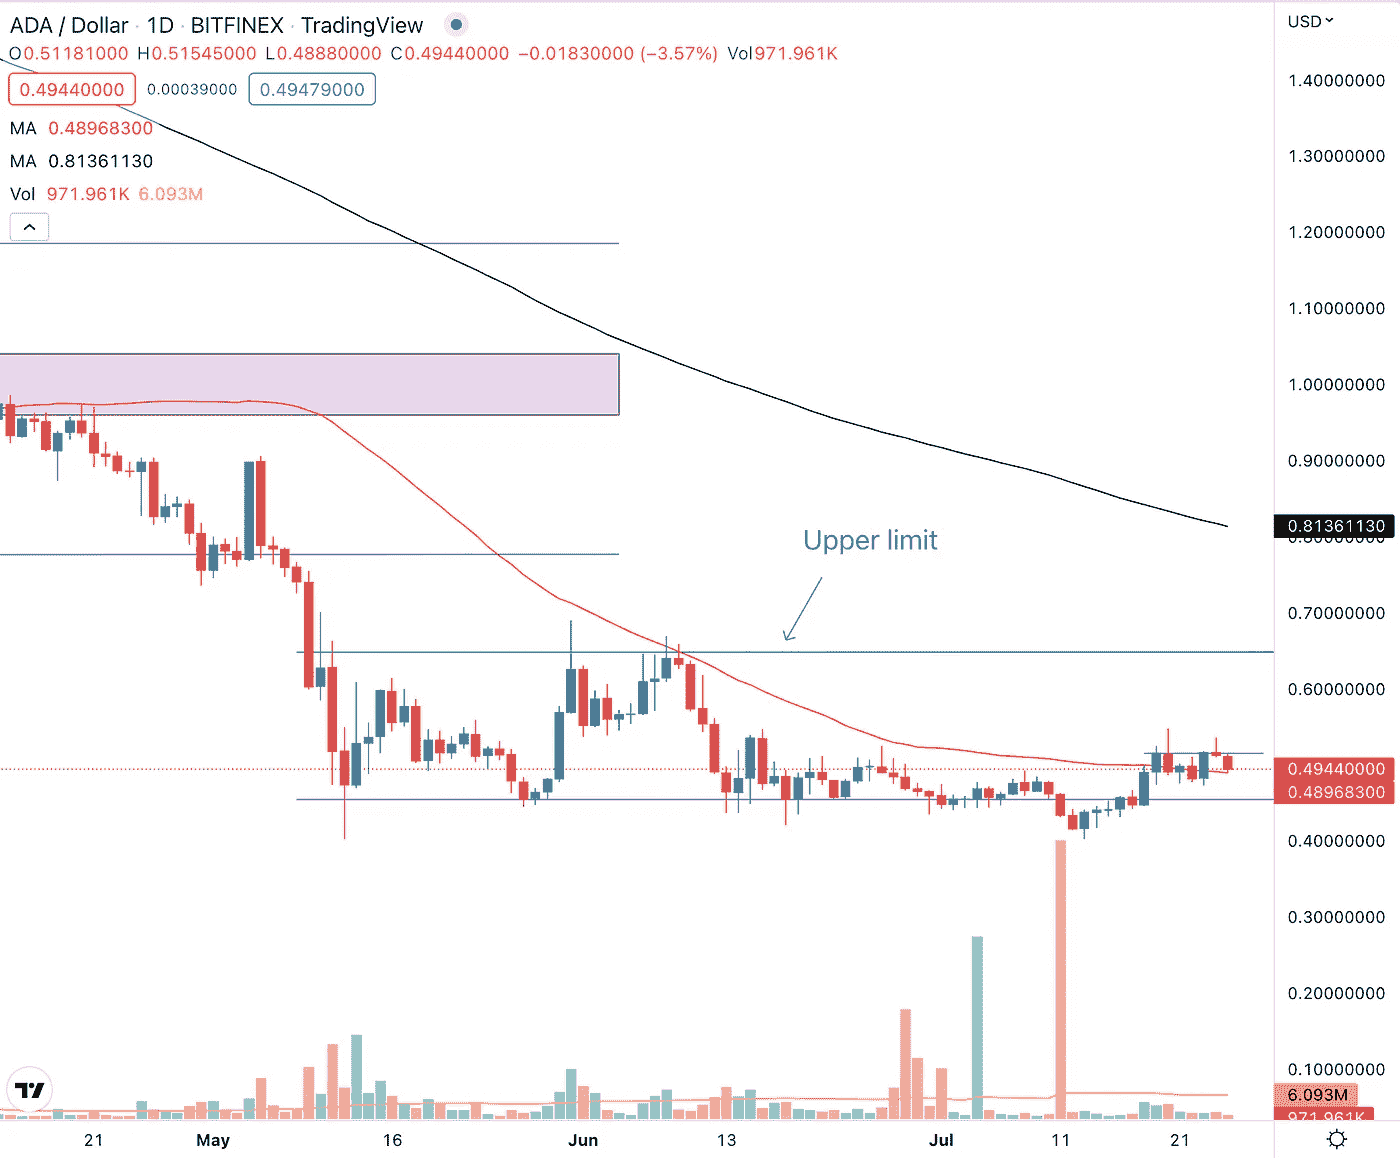 ADA / Dollar · 1D · BITFINEX · TradingView
O0.51181000 H0.51545000 L0.48880000 C0.49440000 −0.01830000 (−3.57%) Vol971.961K
0.49440000 0.00039000 0.49479000
MA 0.48968300
MA 0.81361130
Vol 971.961K 6.093M
Upper limit
USD
1.40000000
1.30000000
1.20000000
1.10000000
1.00000000
0.90000000
0.81361130
0.80000000
0.70000000
0.60000000
0.49440000
0.48968300
0.40000000
0.30000000
0.20000000
0.10000000
6.093M
971.961K
21 May 16 Jun 13 Jul 11 21